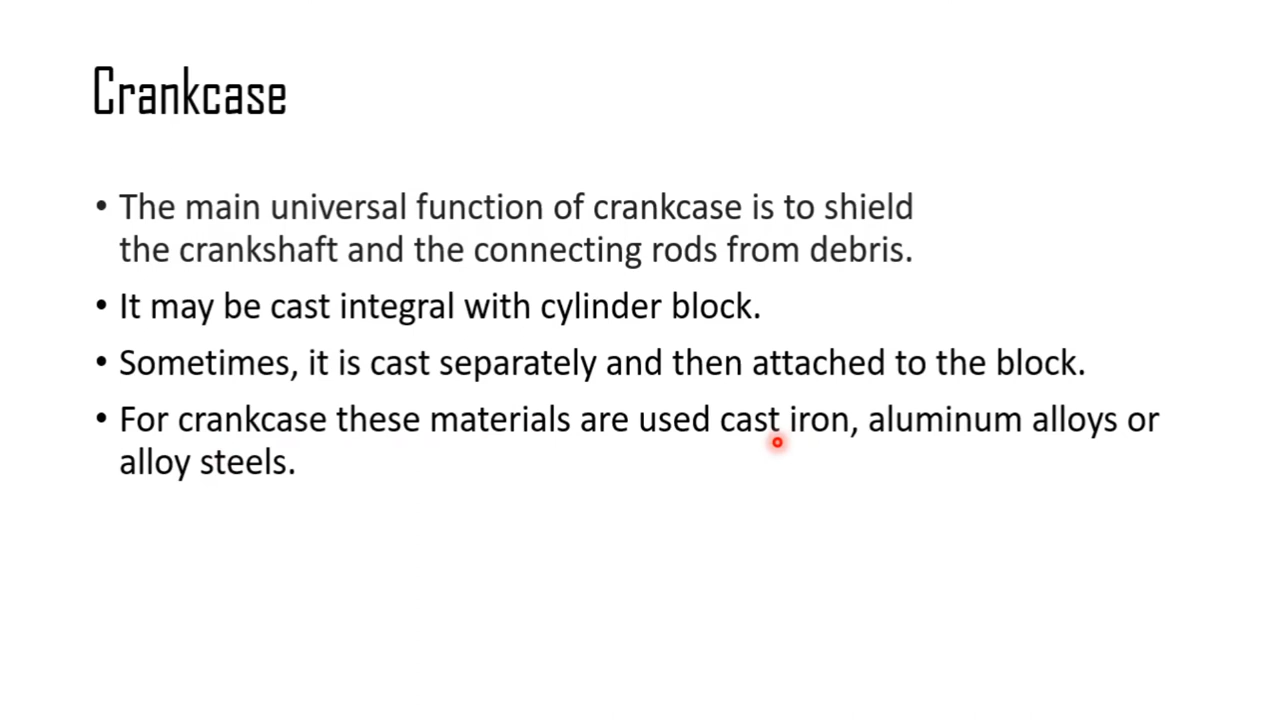 Crankcase
• The main universal function of crankcase is to shield
the crankshaft and the connecting rods from debris.
• It may be cast integral with cylinder block.
• Sometimes, it is cast separately and then attached to the block.
• For crankcase these materials are used cast iron, aluminum alloys or
alloy steels.